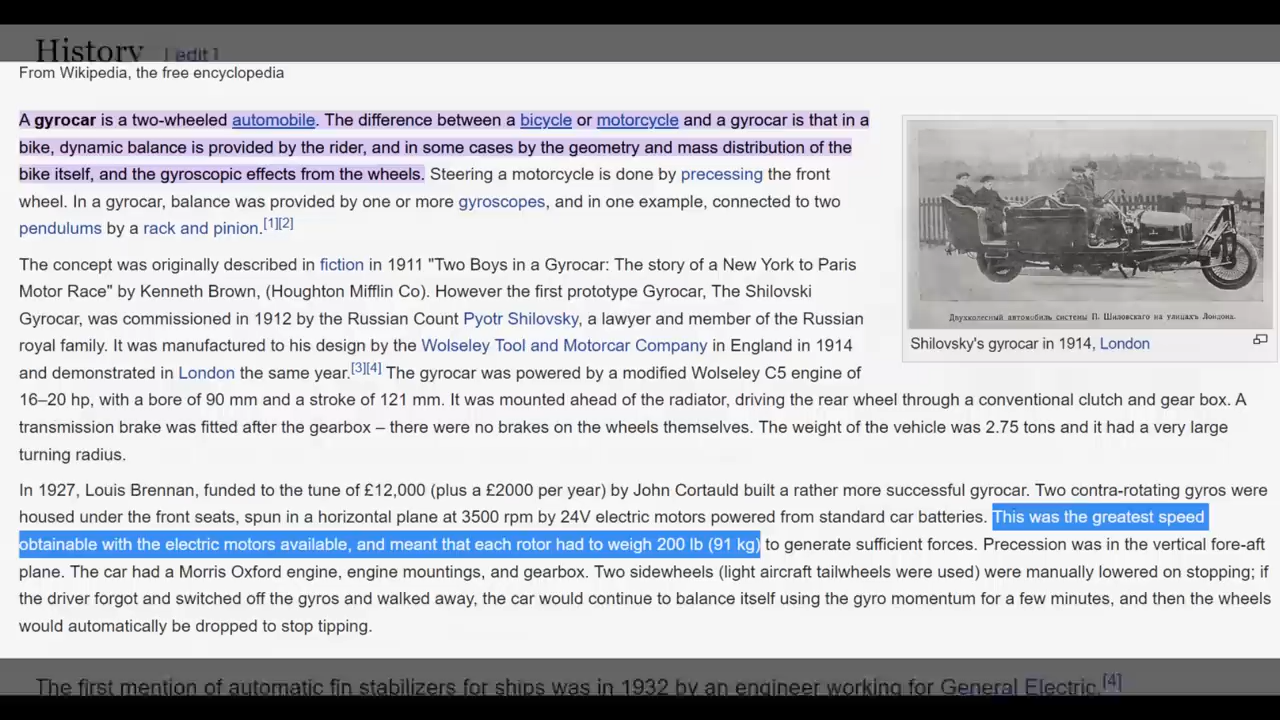 History [ edit ]
From Wikipedia, the free encyclopedia
A gyrocar is a two-wheeled automobile. The difference between a bicycle or motorcycle and a gyrocar is that in a
bike, dynamic balance is provided by the rider, and in some cases by the geometry and mass distribution of the
bike itself, and the gyroscopic effects from the wheels. Steering a motorcycle is done by precessing the front
wheel. In a gyrocar, balance was provided by one or more gyroscopes, and in one example, connected to two
pendulums by a rack and pinion.[1][2]
Двухколесный автомобиль системы П. Шиловскаго на улицахъ Лондона.
Shilovsky's gyrocar in 1914, London
The concept was originally described in fiction in 1911 "Two Boys in a Gyrocar: The story of a New York to Paris
Motor Race" by Kenneth Brown, (Houghton Mifflin Co). However the first prototype Gyrocar, The Shilovski
Gyrocar, was commissioned in 1912 by the Russian Count Pyotr Shilovsky, a lawyer and member of the Russian
royal family. It was manufactured to his design by the Wolseley Tool and Motorcar Company in England in 1914
and demonstrated in London the same year.[3][4] The gyrocar was powered by a modified Wolseley C5 engine of
16–20 hp, with a bore of 90 mm and a stroke of 121 mm. It was mounted ahead of the radiator, driving the rear wheel through a conventional clutch and gear box. A
transmission brake was fitted after the gearbox – there were no brakes on the wheels themselves. The weight of the vehicle was 2.75 tons and it had a very large
turning radius.
In 1927, Louis Brennan, funded to the tune of £12,000 (plus a £2000 per year) by John Cortauld built a rather more successful gyrocar. Two contra-rotating gyros were
housed under the front seats, spun in a horizontal plane at 3500 rpm by 24V electric motors powered from standard car batteries. This was the greatest speed
obtainable with the electric motors available, and meant that each rotor had to weigh 200 lb (91 kg) to generate sufficient forces. Precession was in the vertical fore-aft
plane. The car had a Morris Oxford engine, engine mountings, and gearbox. Two sidewheels (light aircraft tailwheels were used) were manually lowered on stopping; if
the driver forgot and switched off the gyros and walked away, the car would continue to balance itself using the gyro momentum for a few minutes, and then the wheels
would automatically be dropped to stop tipping.
The first mention of automatic fin stabilizers for ships was in 1932 by an engineer working for General Electric.[4]